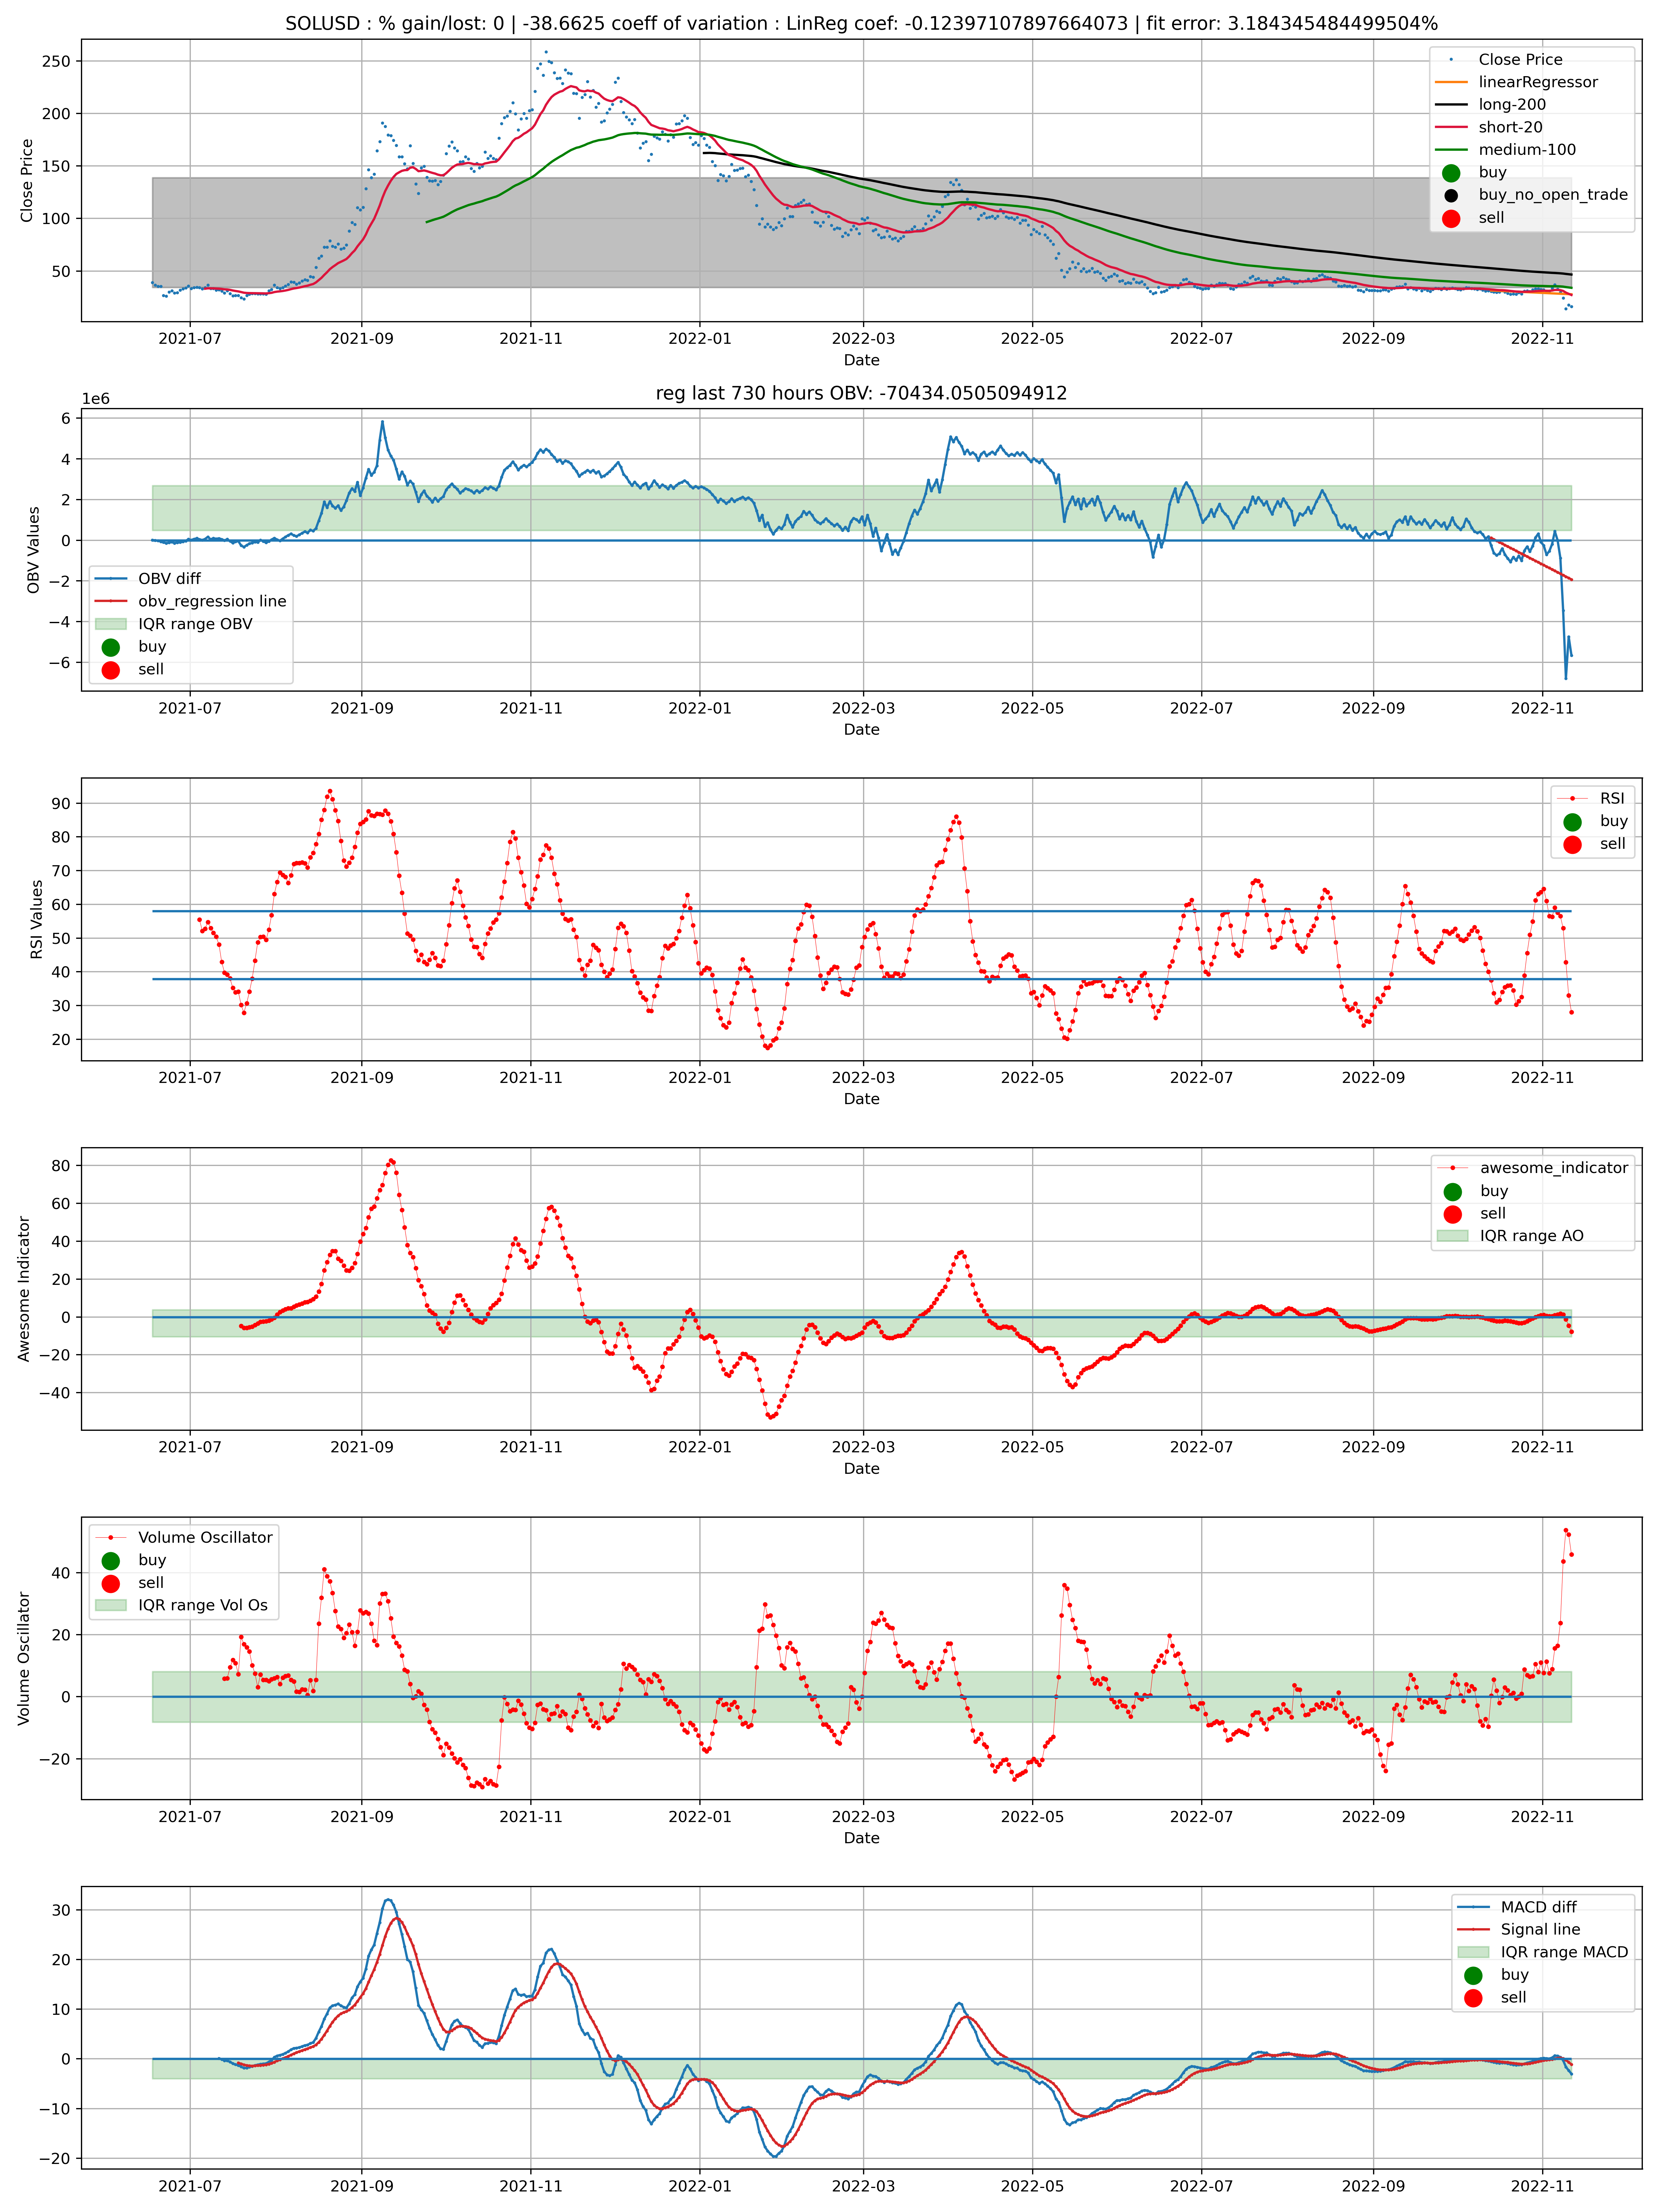 SOLUSD : % gain/lost: 0 | -38.6625 coeff of variation : LinReg coef: -0.12397107897664073 | fit error: 3.184345484499504%
250
200
150
100
50
Close Price
Close Price
linearRegressor
long-200
short-20
medium-100
buy
buy_no_open_trade
sell
2021-07 2021-09 2021-11 2022-01 2022-03 2022-05 2022-07 2022-09 2022-11
Date
reg last 730 hours OBV: -70434.0505094912
1e6
6
4
2
0
−2
−4
−6
OBV Values
OBV diff
obv_regression line
IQR range OBV
buy
sell
2021-07 2021-09 2021-11 2022-01 2022-03 2022-05 2022-07 2022-09 2022-11
Date
90
80
70
60
50
40
30
20
RSI Values
RSI
buy
sell
2021-07 2021-09 2021-11 2022-01 2022-03 2022-05 2022-07 2022-09 2022-11
Date
80
60
40
20
0
−20
−40
Awesome Indicator
awesome_indicator
buy
sell
IQR range AO
2021-07 2021-09 2021-11 2022-01 2022-03 2022-05 2022-07 2022-09 2022-11
Date
40
20
0
−20
Volume Oscillator
Volume Oscillator
buy
sell
IQR range Vol Os
2021-07 2021-09 2021-11 2022-01 2022-03 2022-05 2022-07 2022-09 2022-11
Date
30
20
10
0
−10
−20
MACD diff
Signal line
IQR range MACD
buy
sell
2021-07 2021-09 2021-11 2022-01 2022-03 2022-05 2022-07 2022-09 2022-11